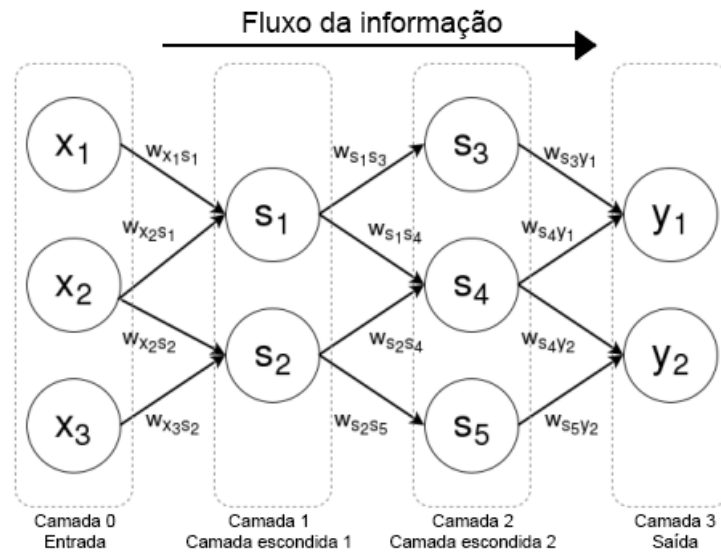 Fluxo da informação
x1
x2
x3
wx1s1
wx2s1
wx2s2
wx3s2
s1
s2
ws1s3
ws1s4
ws2s4
ws2s5
s3
s4
s5
ws3y1
ws4y1
ws4y2
ws5y2
y1
y2
Camada 0
Entrada
Camada 1
Camada escondida 1
Camada 2
Camada escondida 2
Camada 3
Saída